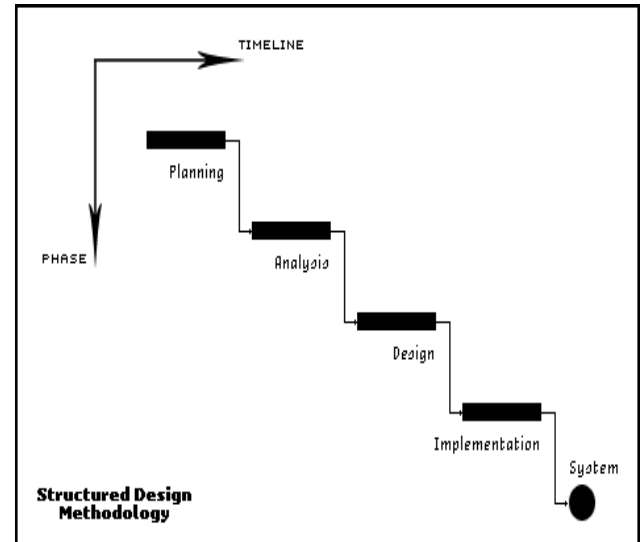 TIMELINE
Planning
PHASE
Analysis
Design
Implementation
System
Structured Design
Methodology